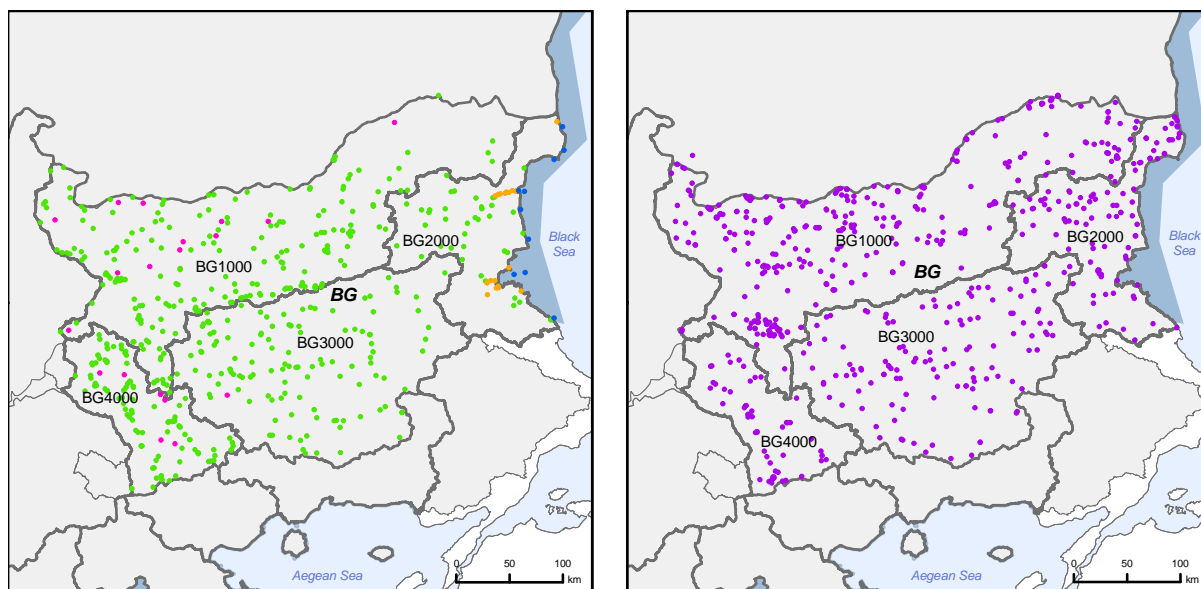 BG2000
Black
Sea
BG1000
BG
BG3000
BG4000
Aegean Sea
0 50 100
km
BG2000
Black
Sea
BG1000
BG
BG3000
BG4000
Aegean Sea
0 50 100
km